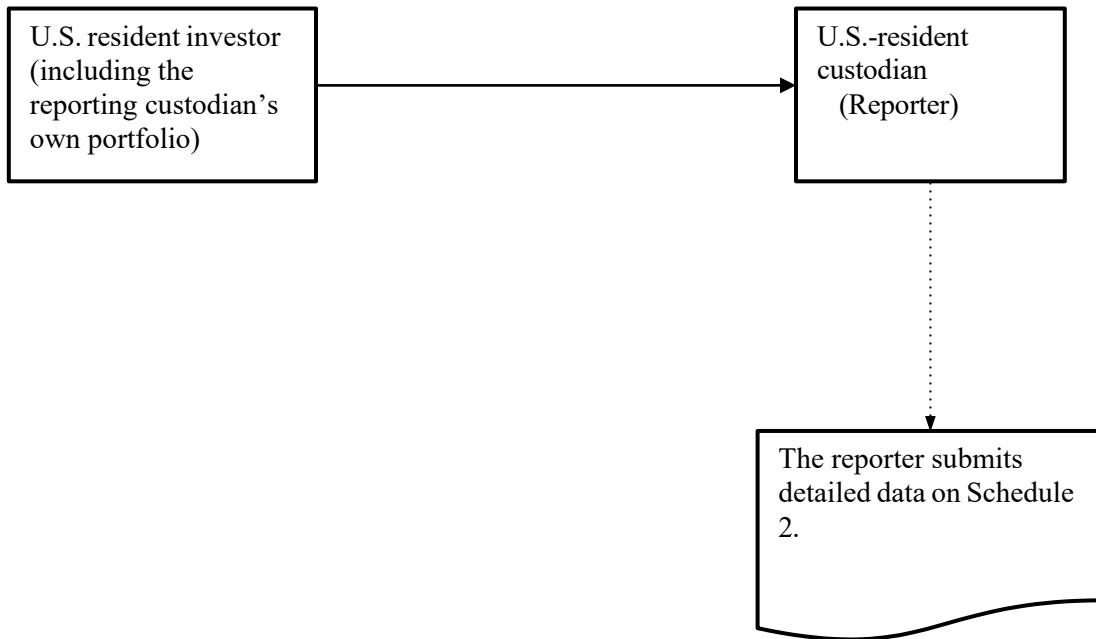 U.S. resident investor
(including the
reporting custodian’s
own portfolio)
U.S.-resident
custodian
(Reporter)
The reporter submits
detailed data on Schedule
2.